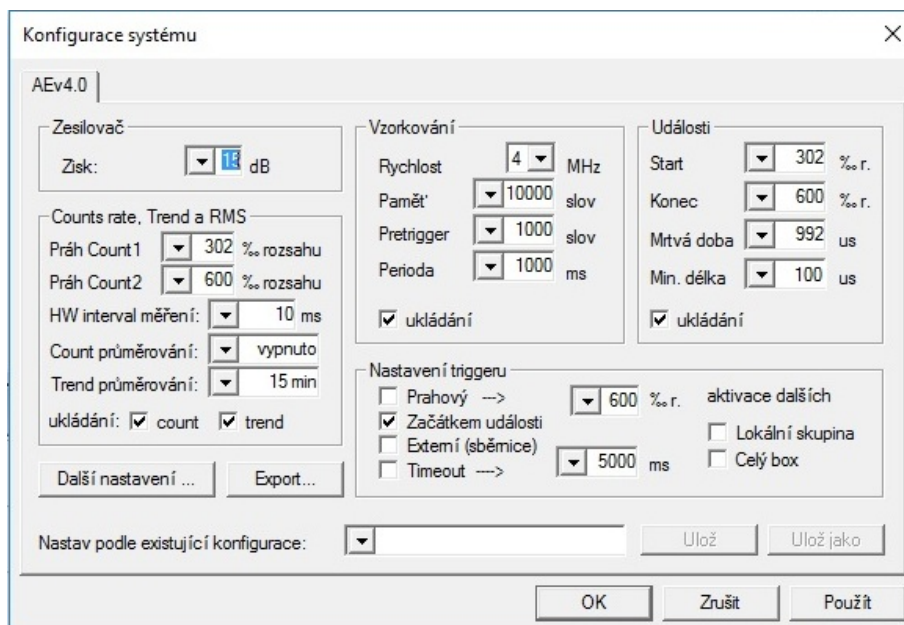 Konfigurace systému
AEv4.0
Zesilovač
Zisk: 15 dB
Counts rate, Trend a RMS
Práh Count1 302 ‰ rozsahu
Práh Count2 600 ‰ rozsahu
HW interval měření: 10 ms
Count průměrování: vypnuto
Trend průměrování: 15 min
ukládání: count trend
Další nastavení ... Export...
Vzorkování
Rychlost 4 MHz
Paměť 10000 slov
Pretrigger 1000 slov
Perioda 1000 ms
ukládání
Události
Start 302 ‰ r.
Konec 600 ‰ r.
Mrtvá doba 992 us
Min. délka 100 us
ukládání
Nastavení triggeru
Prahový ---> 600 ‰ r.
Začátkem události
Externí (sběrnice)
Timeout ----> 5000 ms
aktivace dalších
Lokální skupina
Celý box
Nastav podle existující konfigurace: Ulož Ulož jako
OK Zrušit Použít